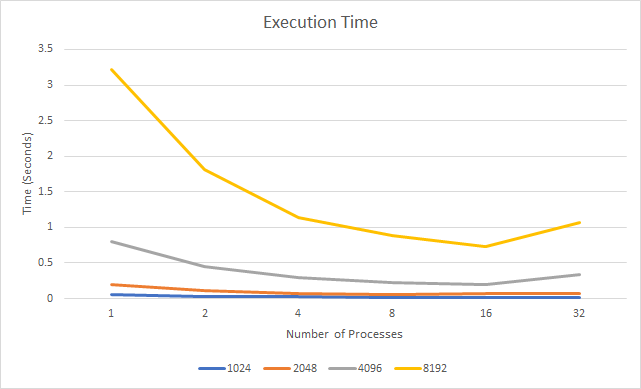 Execution Time
3.5
3
2.5
2
1.5
1
0.5
0
Time (Seconds)
1 2 4 8 16 32
Number of Processes
1024 2048 4096 8192